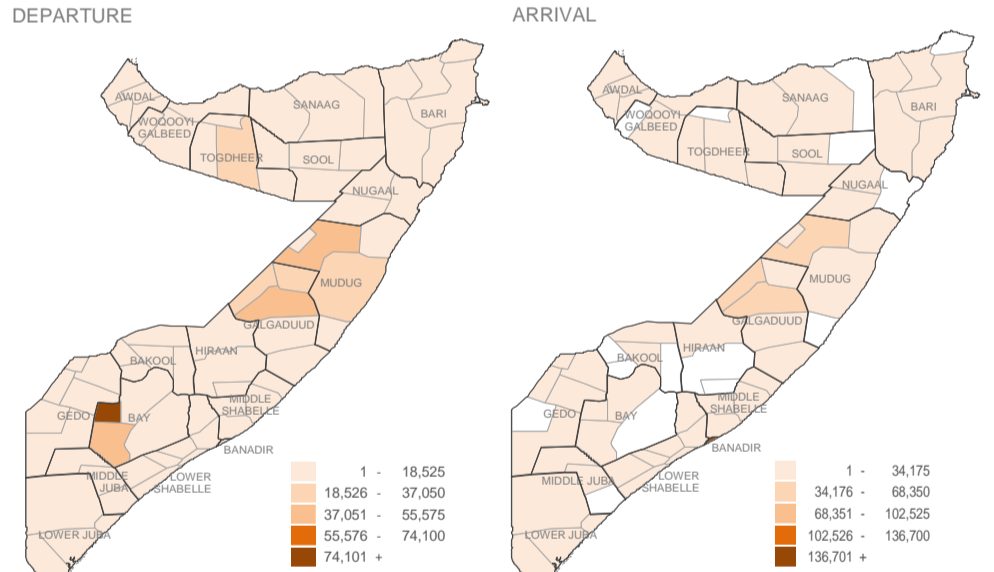 DEPARTURE
AWDAL
WOQOOYI
GALBEED
SANAAG
BARI
TOGDHEER
SOOL
NUGAAL
MUDUG
GALGADUUD
HIRAAN
BAKOOL
GEDO
BAY
MIDDLE
SHABELLE
BANADIR
MIDDLE
JUBA
LOWER
SHABELLE
LOWER JUBA
1 - 18,525
18,526 - 37,050
37,051 - 55,575
55,576 - 74,100
74,101 +
ARRIVAL
AWDAL
WOQOOYI
GALBEED
SANAAG
BARI
TOGDHEER
SOOL
NUGAAL
MUDUG
GALGADUUD
HIRAAN
BAKOOL
GEDO
BAY
MIDDLE
SHABELLE
BANADIR
MIDDLE JUBA
LOWER
SHABELLE
LOWER JUBA
1 - 34,175
34,176 - 68,350
68,351 - 102,525
102,526 - 136,700
136,701 +